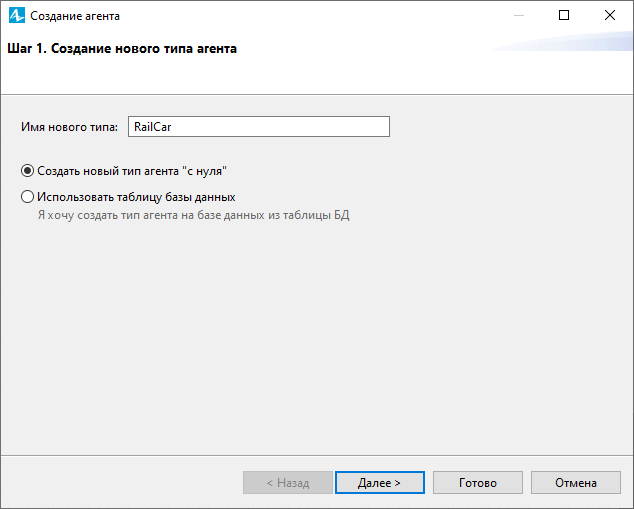 Создание агента
Шаг 1. Создание нового типа агента
Имя нового типа: RailCar
Создать новый тип агента "с нуля"
Использовать таблицу базы данных
Я хочу создать тип агента на базе данных из таблицы БД
< Назад Далее > Готово Отмена